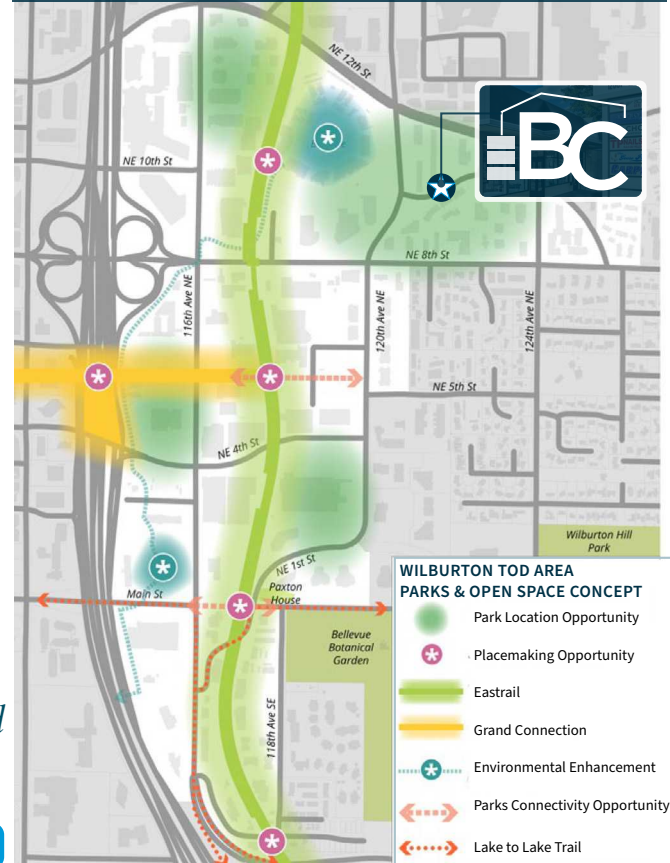 NE 12th St
BC
NE 10th St
NE 8th St
116th Ave NE
120th Ave NE
124th Ave NE
NE 5th St
NE 4th St
Wilburton Hill
Park
NE 1st St
Main St
Paxton
House
Bellevue
Botanical
Garden
118th Ave SE
WILBURTON TOD AREA
PARKS & OPEN SPACE CONCEPT
Park Location Opportunity
Placemaking Opportunity
Eastrail
Grand Connection
Environmental Enhancement
Parks Connectivity Opportunity
Lake to Lake Trail